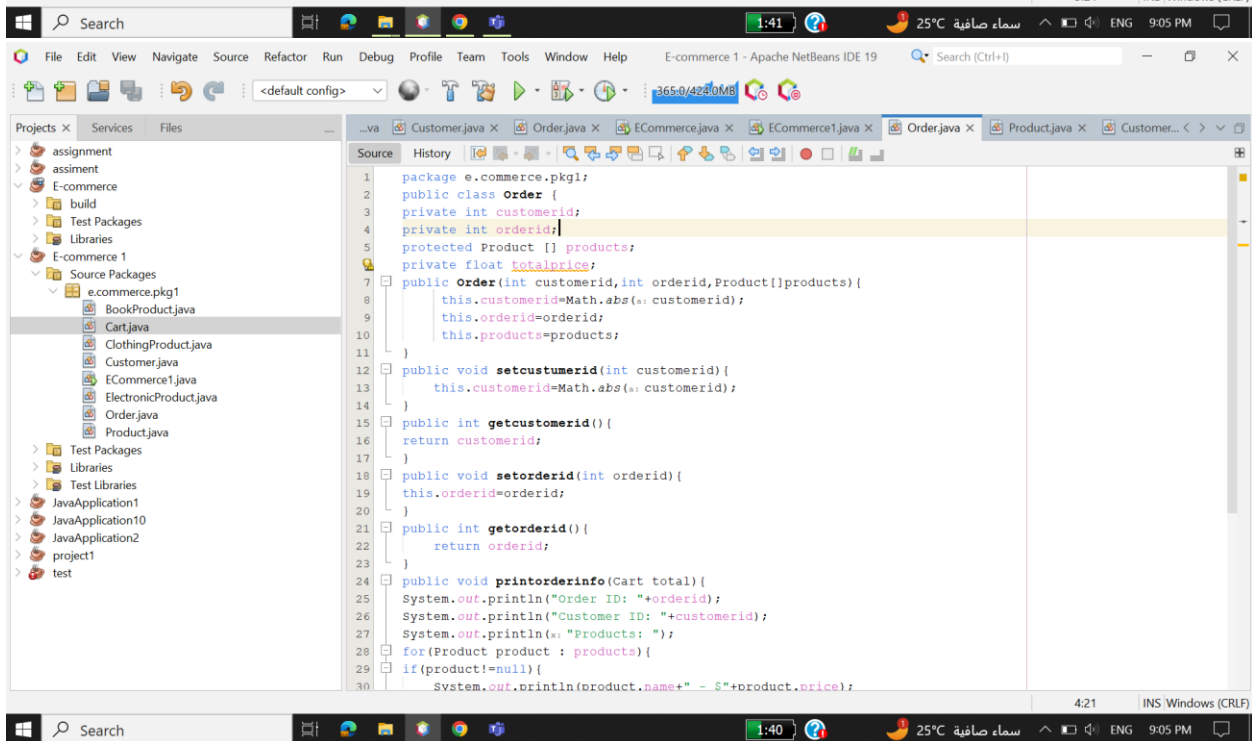 Search 1:41 25°C سماء صافية ENG 9:05 PM
File Edit View Navigate Source Refactor Run Debug Profile Team Tools Window Help E-commerce 1 - Apache NetBeans IDE 19 Search (Ctrl+I)
<default config> 365.0/424.0MB
Projects Services Files
...va Customer.java Order.java ECommerce.java ECommerce1.java Order.java Product.java Customer...
Source History
assignment
assiment
E-commerce
build
Test Packages
Libraries
E-commerce 1
Source Packages
e.commerce.pkg1
BookProduct.java
Cart.java
ClothingProduct.java
Customer.java
ECommerce1.java
ElectronicProduct.java
Order.java
Product.java
Test Packages
Libraries
Test Libraries
JavaApplication1
JavaApplication10
JavaApplication2
project1
test
1 package e.commerce.pkg1;
2 public class Order {
3 private int customerid;
4 private int orderid;
5 protected Product [] products;
private float totalprice;
7 public Order(int customerid,int orderid,Product[]products){
8 this.customerid=Math.abs(a: customerid);
9 this.orderid=orderid;
10 this.products=products;
11 }
12 public void setcustumerid(int customerid){
13 this.customerid=Math.abs(a: customerid);
14 }
15 public int getcustomerid(){
16 return customerid;
17 }
18 public void setorderid(int orderid){
19 this.orderid=orderid;
20 }
21 public int getorderid(){
22 return orderid;
23 }
24 public void printorderinfo(Cart total){
25 System.out.println("Order ID: "+orderid);
26 System.out.println("Customer ID: "+customerid);
27 System.out.println(x: "Products: ");
28 for(Product product : products){
29 if(product!=null){
30 System.out.println(product.name+" - $"+product.price);
4:21 INS Windows (CRLF)
Search 1:40 25°C سماء صافية ENG 9:05 PM